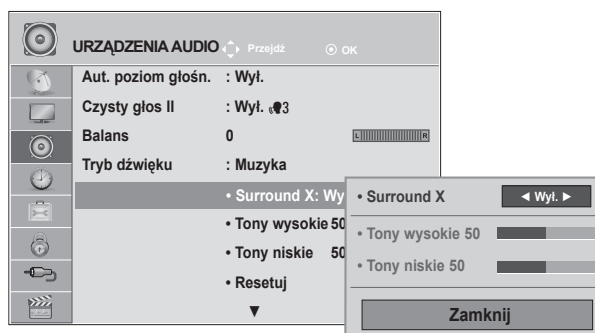 URZĄDZENIA AUDIO Przejdź OK
Aut. poziom głośn. : Wył.
Czysty głos II : Wył. 3
Balans 0 L R
Tryb dźwięku : Muzyka
• Surround X: Wy
• Tony wysokie 50
• Tony niskie 50
• Resetuj
▼
• Surround X ◄ Wył. ►
• Tony wysokie 50
• Tony niskie 50
Zamknij